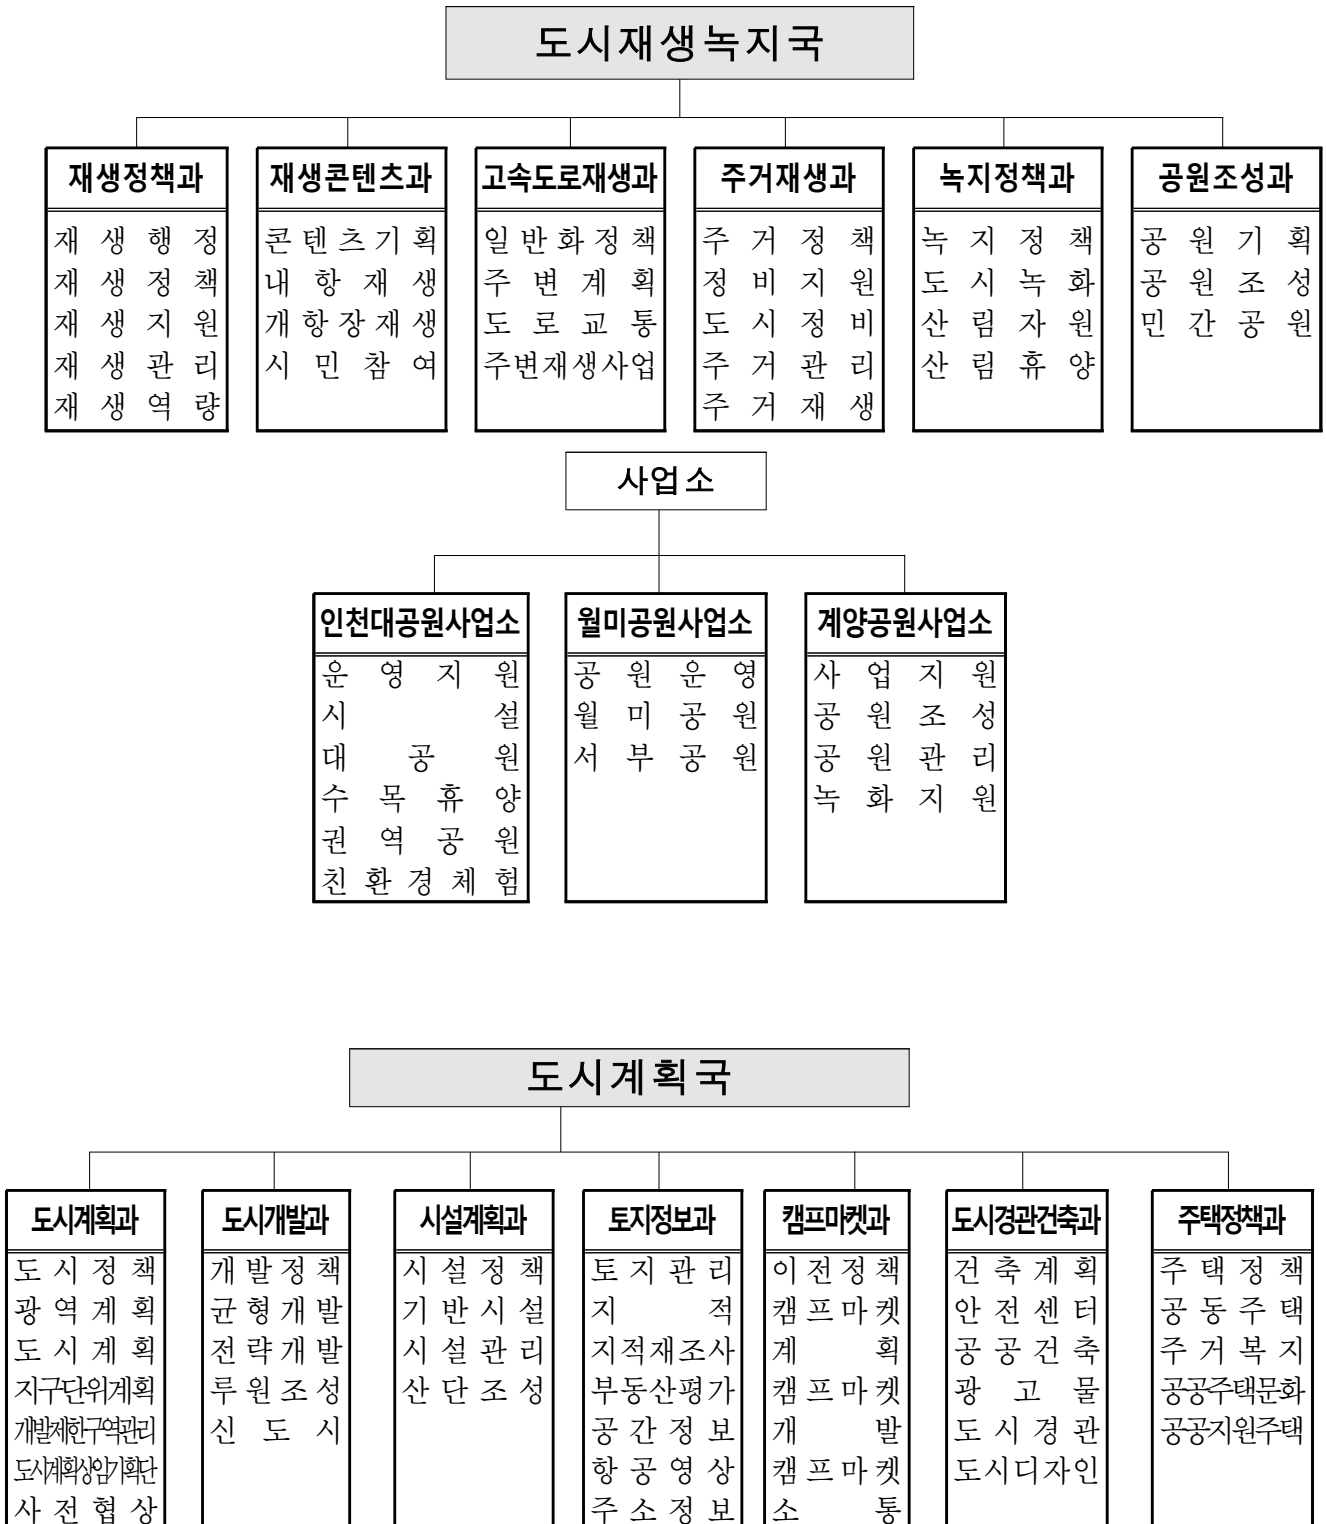 도시재생녹지국
재생정책과
재생행정
재생정책
재생지원
재생관리
재생역량
재생콘텐츠과
콘텐츠기획
내항재생
개항장재생
시민참여
고속도로재생과
일반화정책
주변계획
도로교통
주변재생사업
주거재생과
주거정책
정비지원
도시정비
주거관리
주거재생
녹지정책과
녹지정책
도시녹화
산림자원
산림휴양
공원조성과
공원기획
공원조성
민간공원
사업소
인천대공원사업소
운영지원
시설
대공원
수목휴양
권역공원
친환경체험
월미공원사업소
공원운영
월미공원
서부공원
계양공원사업소
사업지원
공원조성
공원관리
녹화지원
도시계획국
도시계획과
도시정책
광역계획
도시계획
지구단위계획
개발제한구역관리
도시계획상임기획단
사전협상
도시개발과
개발정책
균형개발
전략개발
루원조성
신도시
시설계획과
시설정책
기반시설
시설관리
산단조성
토지정보과
토지관리
지적
지적재조사
부동산평가
공간정보
항공영상
주소정보
캠프마켓과
이전정책
캠프마켓
계획
캠프마켓
개발
캠프마켓
소통
도시경관건축과
건축계획
안전센터
공공건축
광고물
도시경관
도시디자인
주택정책과
주택정책
공동주택
주거복지
공공주택문화
공공지원주택